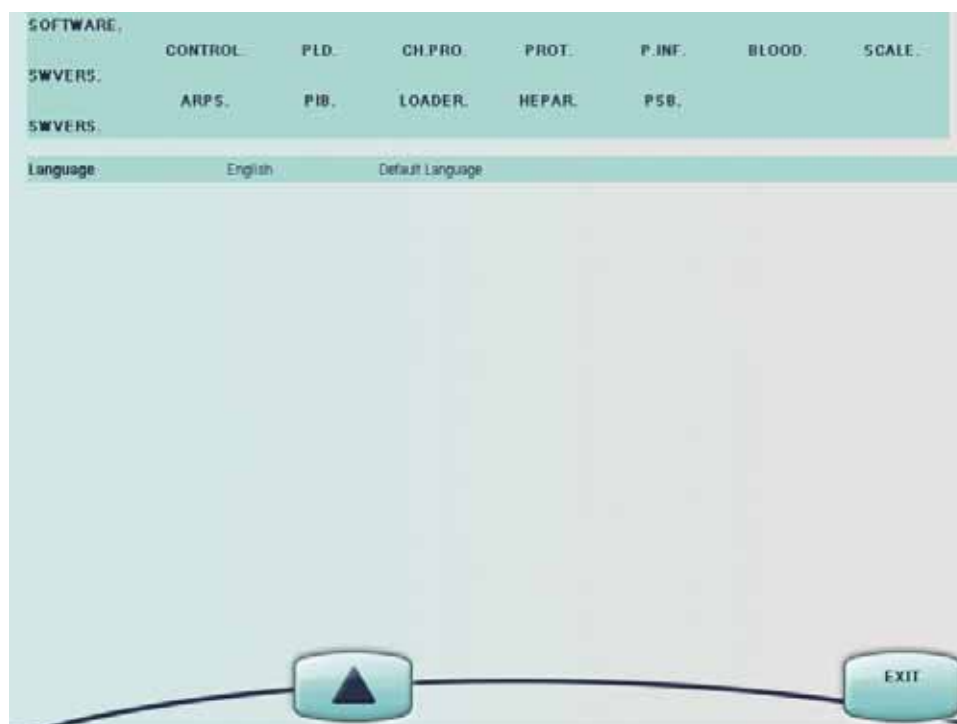 SOFTWARE.
CONTROL. PLD. CH.PRO. PROT. P.INF. BLOOD. SCALE.
SWVERS.
ARPS. PIB. LOADER. HEPAR. PSB.
SWVERS.
Language English Default Language
EXIT